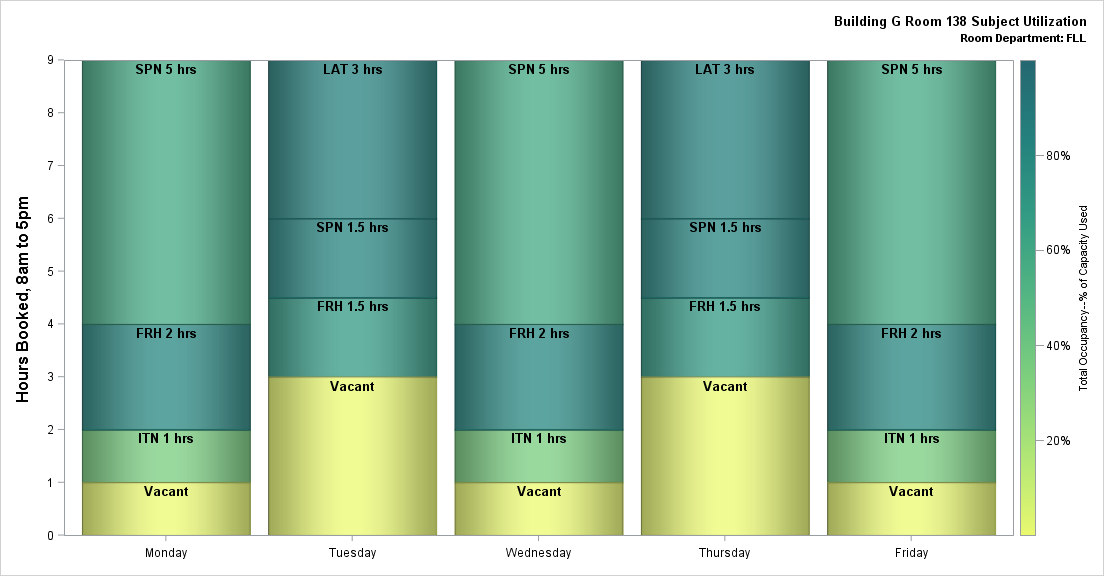 Building G Room 138 Subject Utilization
Room Department: FLL
Hours Booked, 8am to 5pm
9
8
7
6
5
4
3
2
1
0
SPN 5 hrs
FRH 2 hrs
ITN 1 hrs
Vacant
Monday
LAT 3 hrs
SPN 1.5 hrs
FRH 1.5 hrs
Vacant
Tuesday
SPN 5 hrs
FRH 2 hrs
ITN 1 hrs
Vacant
Wednesday
LAT 3 hrs
SPN 1.5 hrs
FRH 1.5 hrs
Vacant
Thursday
SPN 5 hrs
FRH 2 hrs
ITN 1 hrs
Vacant
Friday
80%
60%
40%
20%
Total Occupancy--% of Capacity Used